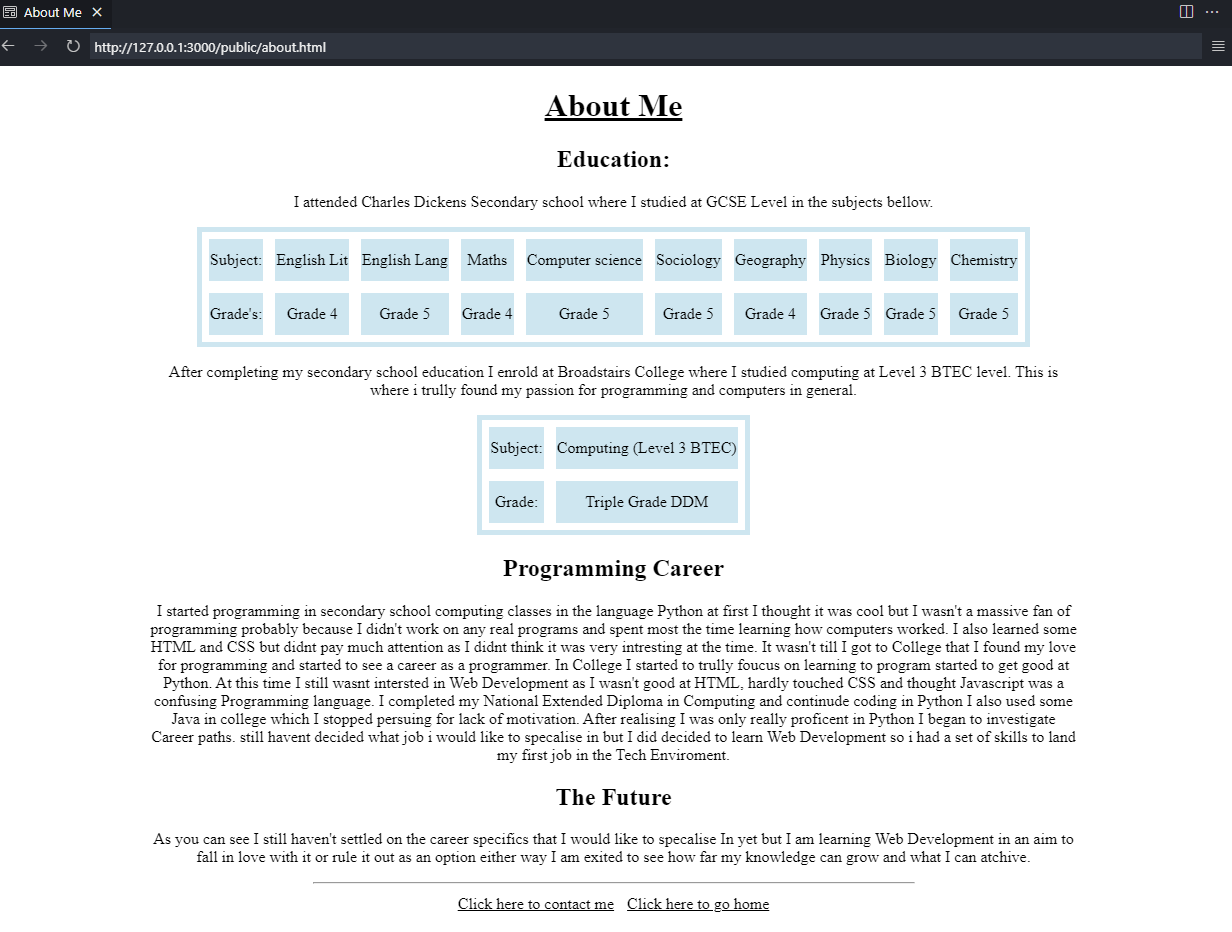 About Me
http://127.0.0.1:3000/public/about.html
About Me
Education:
I attended Charles Dickens Secondary school where I studied at GCSE Level in the subjects bellow.
Subject: English Lit English Lang Maths Computer science Sociology Geography Physics Biology Chemistry
Grade's: Grade 4 Grade 5 Grade 4 Grade 5 Grade 5 Grade 4 Grade 5 Grade 5 Grade 5
After completing my secondary school education I enrold at Broadstairs College where I studied computing at Level 3 BTEC level. This is
where i trully found my passion for programming and computers in general.
Subject: Computing (Level 3 BTEC)
Grade: Triple Grade DDM
Programming Career
I started programming in secondary school computing classes in the language Python at first I thought it was cool but I wasn't a massive fan of
programming probably because I didn't work on any real programs and spent most the time learning how computers worked. I also learned some
HTML and CSS but didnt pay much attention as I didnt think it was very intresting at the time. It wasn't till I got to College that I found my love
for programming and started to see a career as a programmer. In College I started to trully foucus on learning to program started to get good at
Python. At this time I still wasnt intersted in Web Development as I wasn't good at HTML, hardly touched CSS and thought Javascript was a
confusing Programming language. I completed my National Extended Diploma in Computing and continude coding in Python I also used some
Java in college which I stopped persuing for lack of motivation. After realising I was only really proficent in Python I began to investigate
Career paths. still havent decided what job i would like to specalise in but I did decided to learn Web Development so i had a set of skills to land
my first job in the Tech Enviroment.
The Future
As you can see I still haven't settled on the career specifics that I would like to specalise In yet but I am learning Web Development in an aim to
fall in love with it or rule it out as an option either way I am exited to see how far my knowledge can grow and what I can atchive.
Click here to contact me Click here to go home